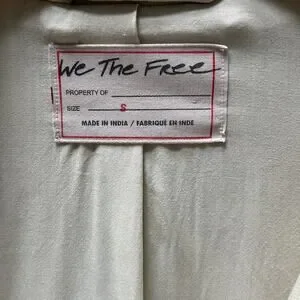 We The Free
PROPERTY OF
SIZE S
MADE IN INDIA / FABRIQUÉ EN INDE